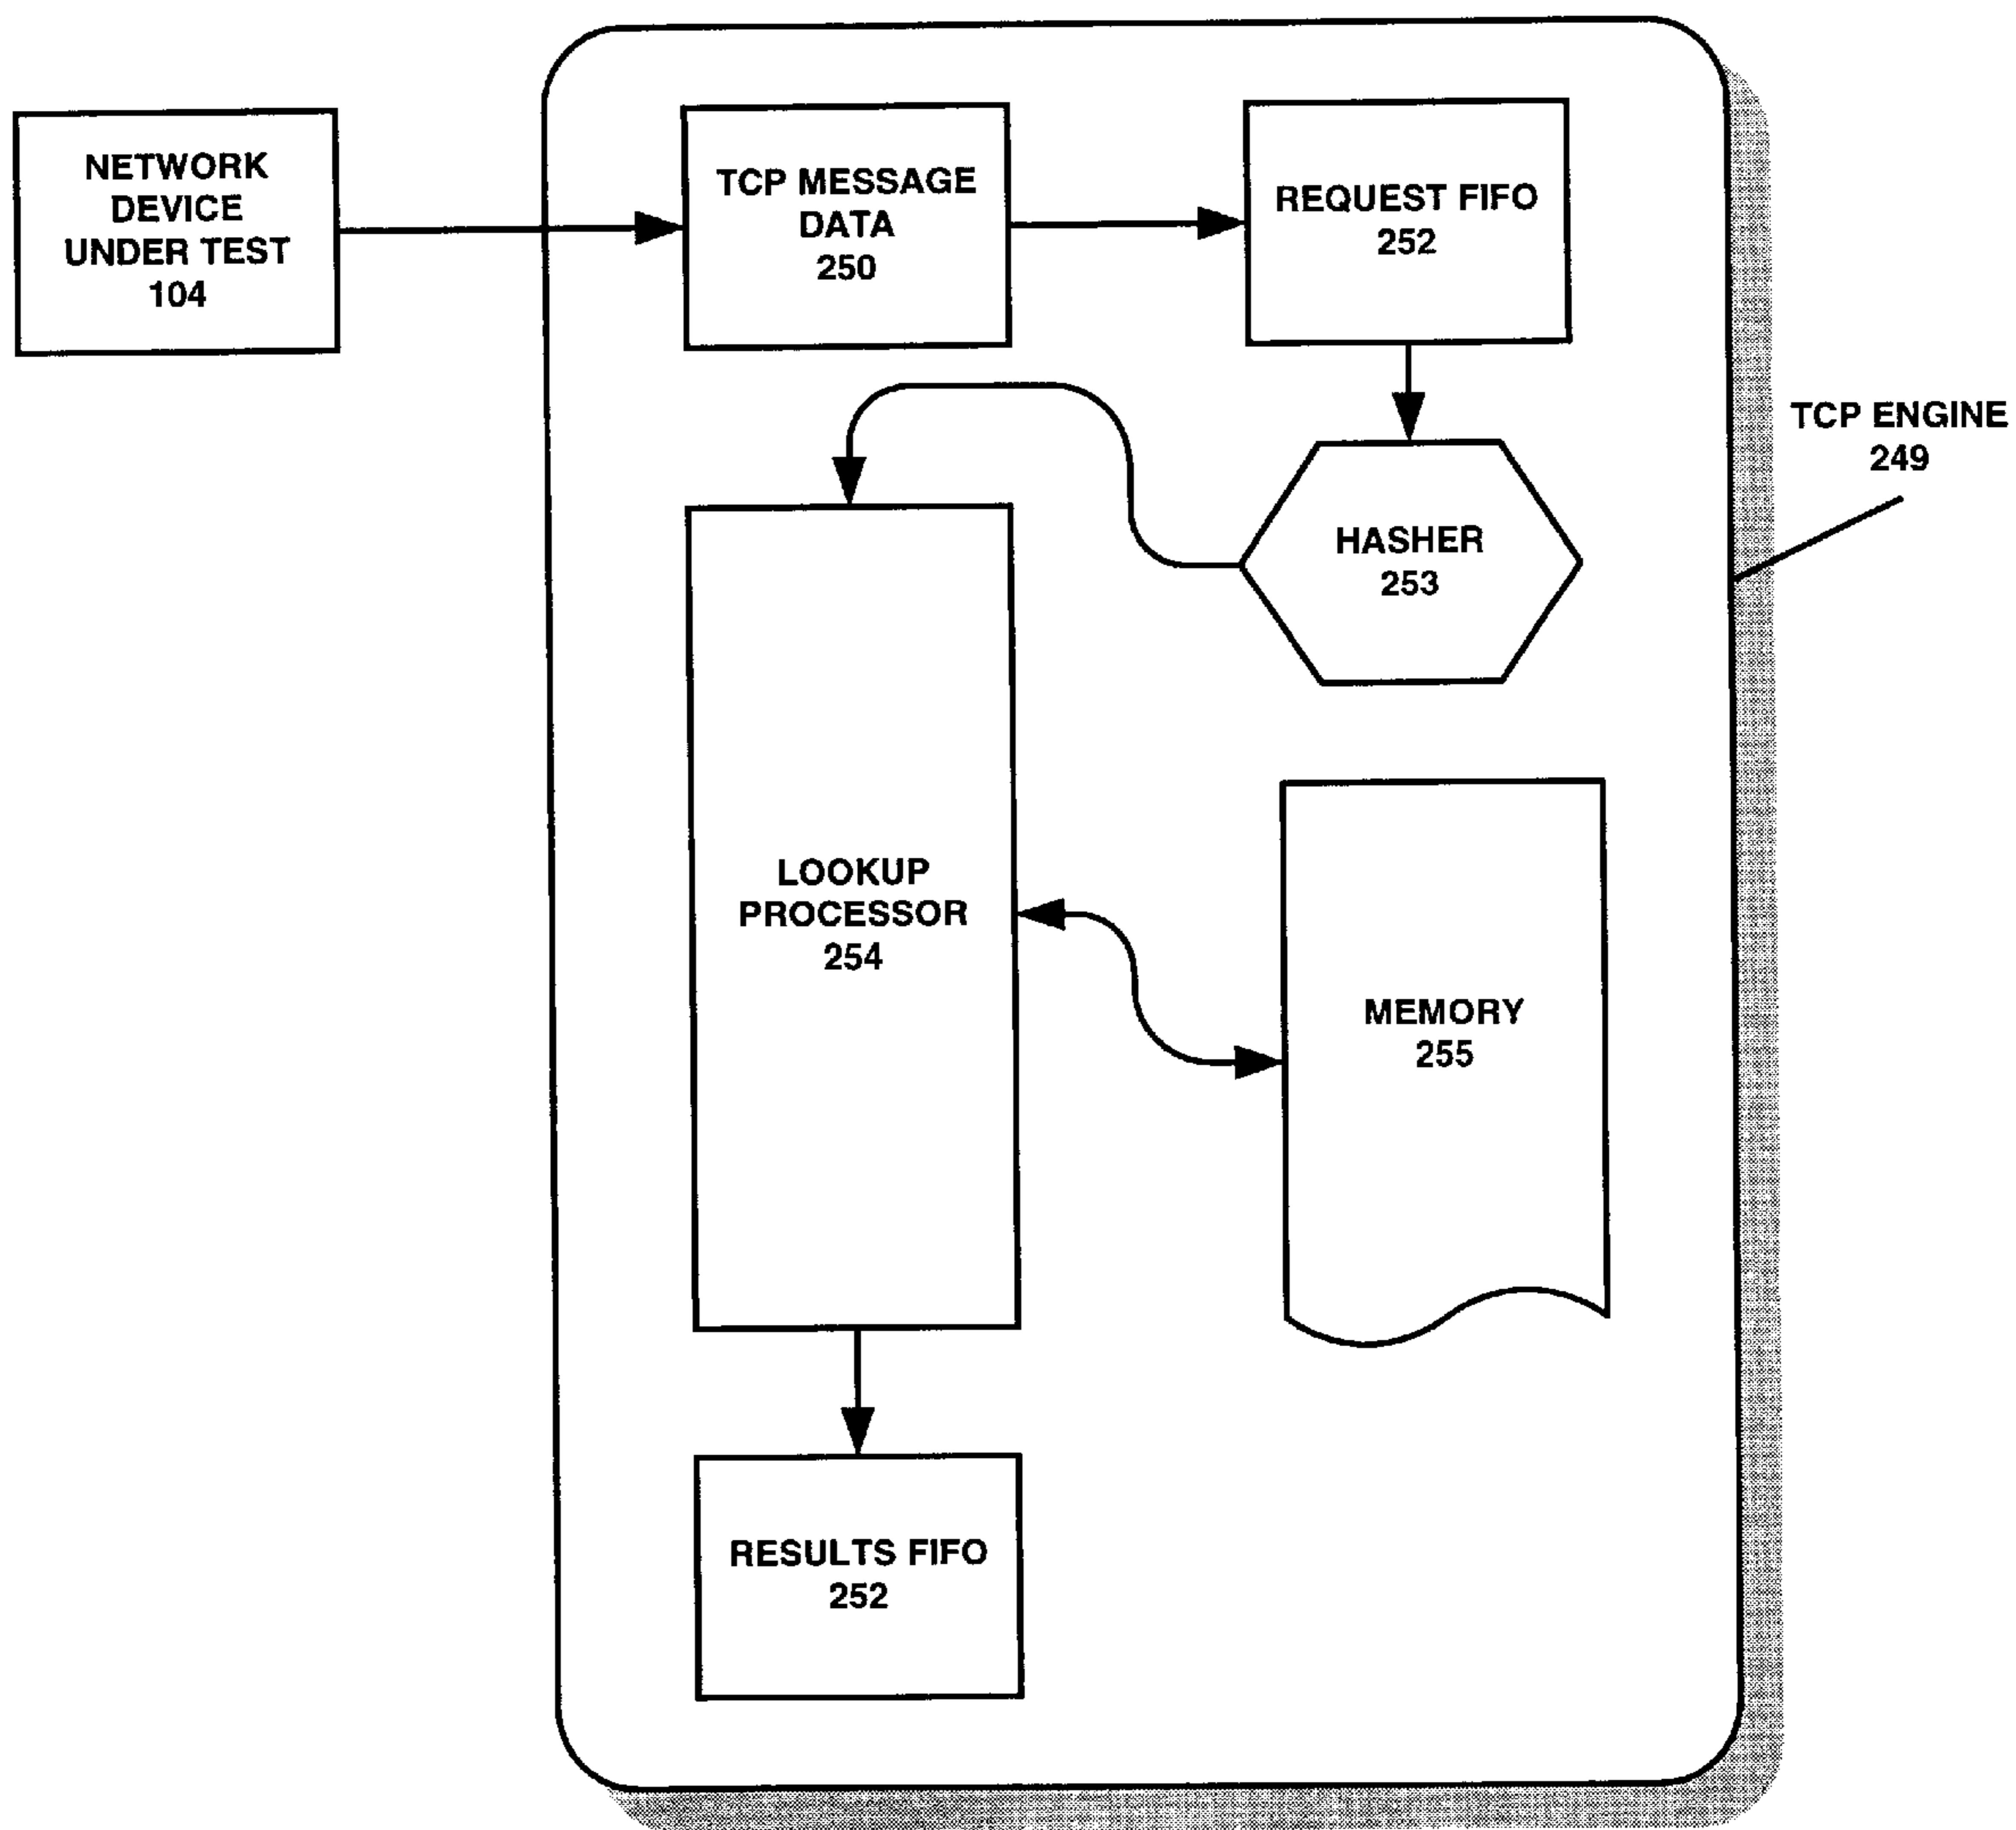 NETWORK
DEVICE
UNDER TEST
104
TCP MESSAGE
DATA
250
REQUEST FIFO
252
TCP ENGINE
249
HASHER
253
LOOKUP
PROCESSOR
254
MEMORY
255
RESULTS FIFO
252